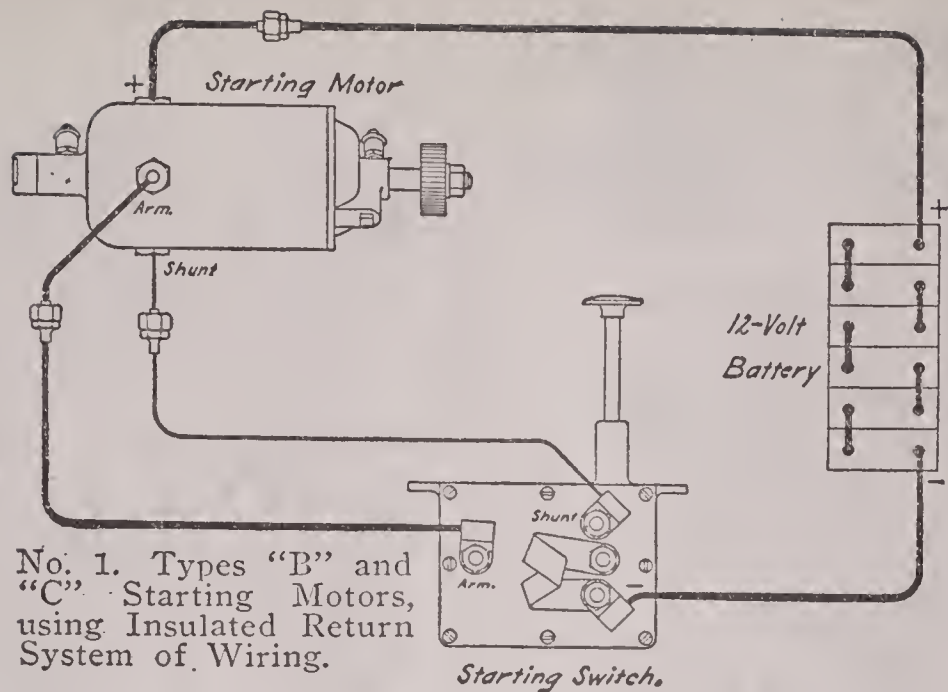 +
Starting Motor
Arm.
Shunt
+
12-Volt
Battery
-
Shunt
Arm.
-
No. 1. Types “B” and
“C” Starting Motors,
using Insulated Return
System of Wiring.
Starting Switch.